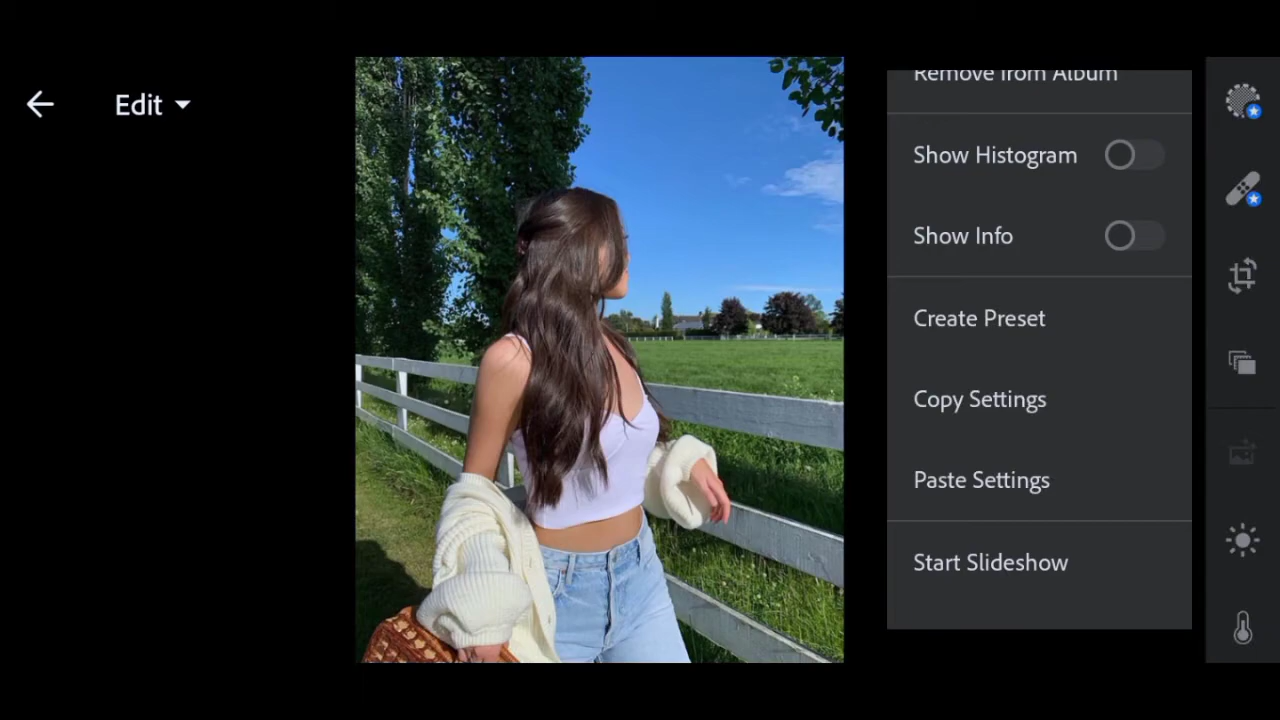 Edit
Remove from Album
Show Histogram
Show Info
Create Preset
Copy Settings
Paste Settings
Start Slideshow